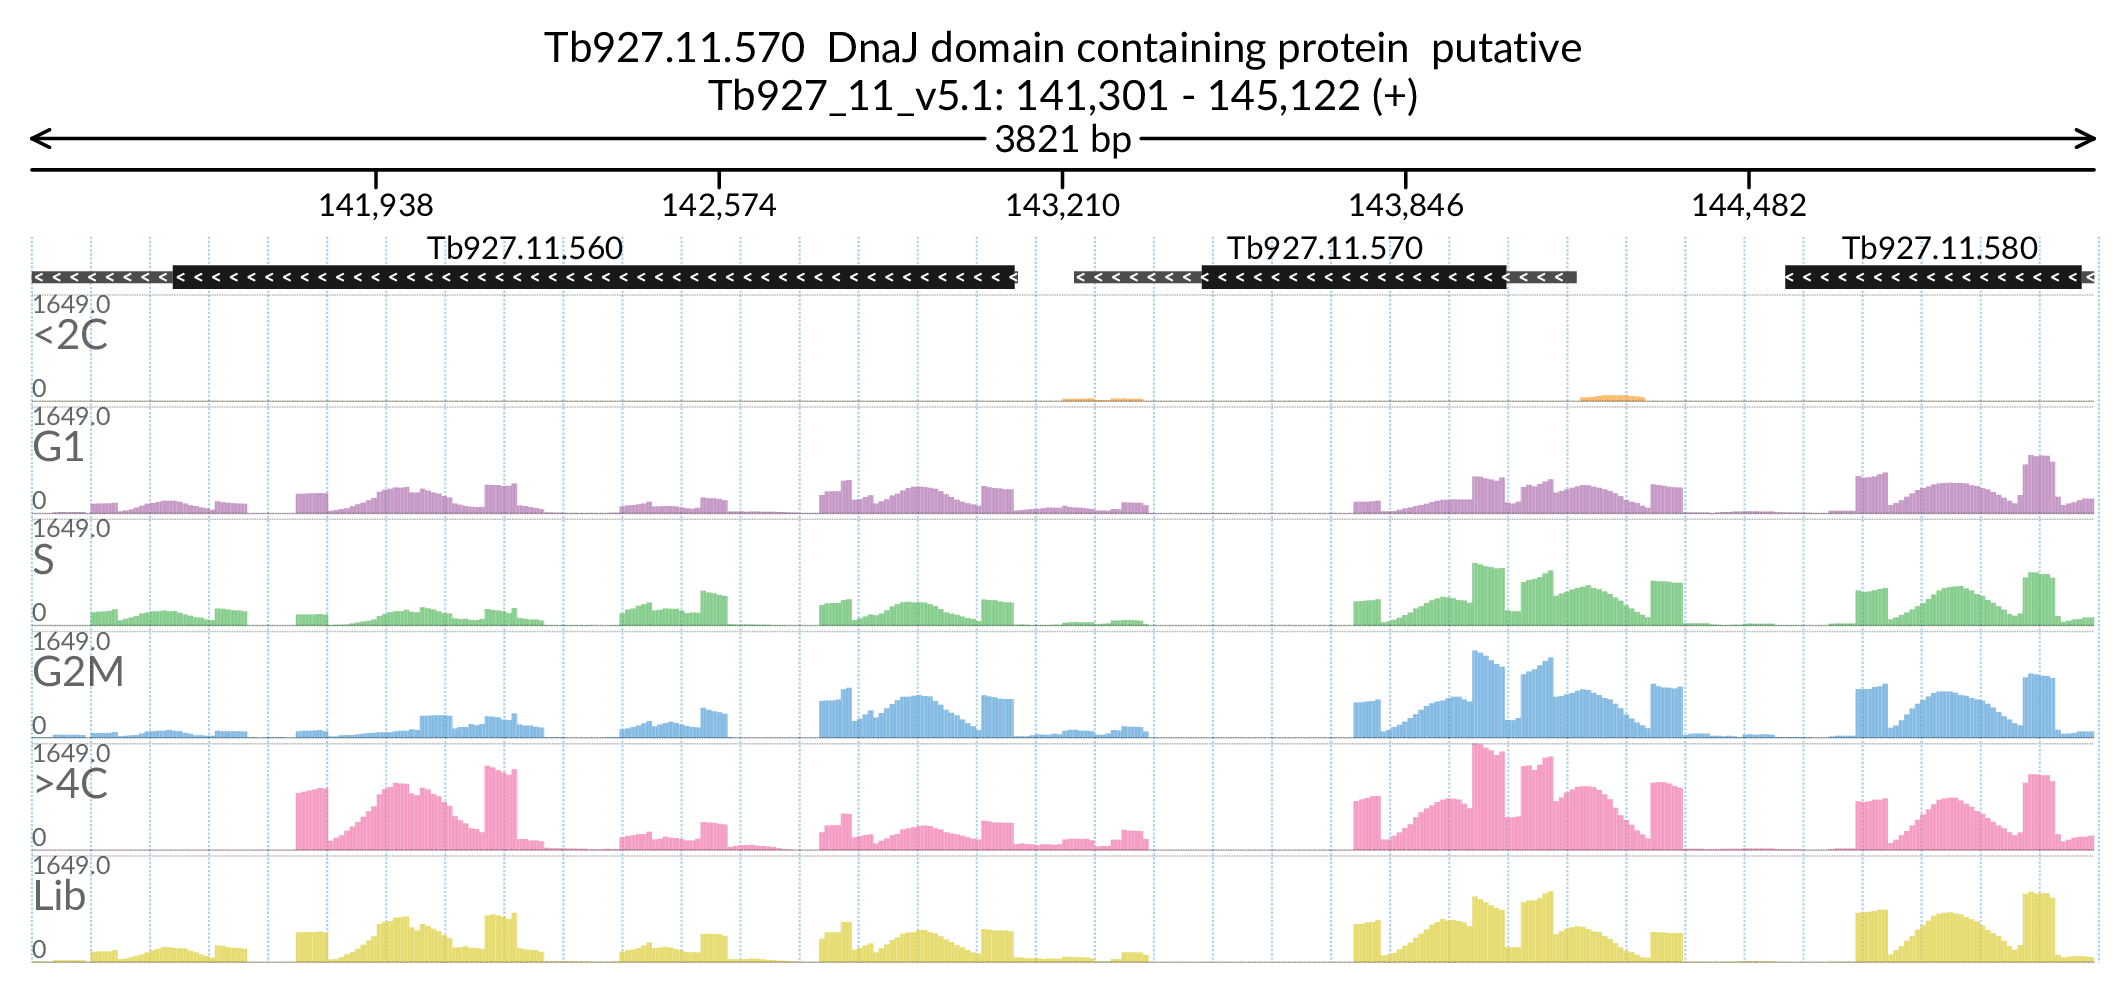 Tb927.11.570  DnaJ domain containing protein  putative
Tb927_11_v5.1: 141,301 - 145,122 (+)
3821 bp
141,938 142,574 143,210 143,846 144,482
Tb927.11.560 Tb927.11.570 Tb927.11.580
1649.0
<2C
0
1649.0
G1
0
1649.0
S
0
1649.0
G2M
0
1649.0
>4C
0
1649.0
Lib
0